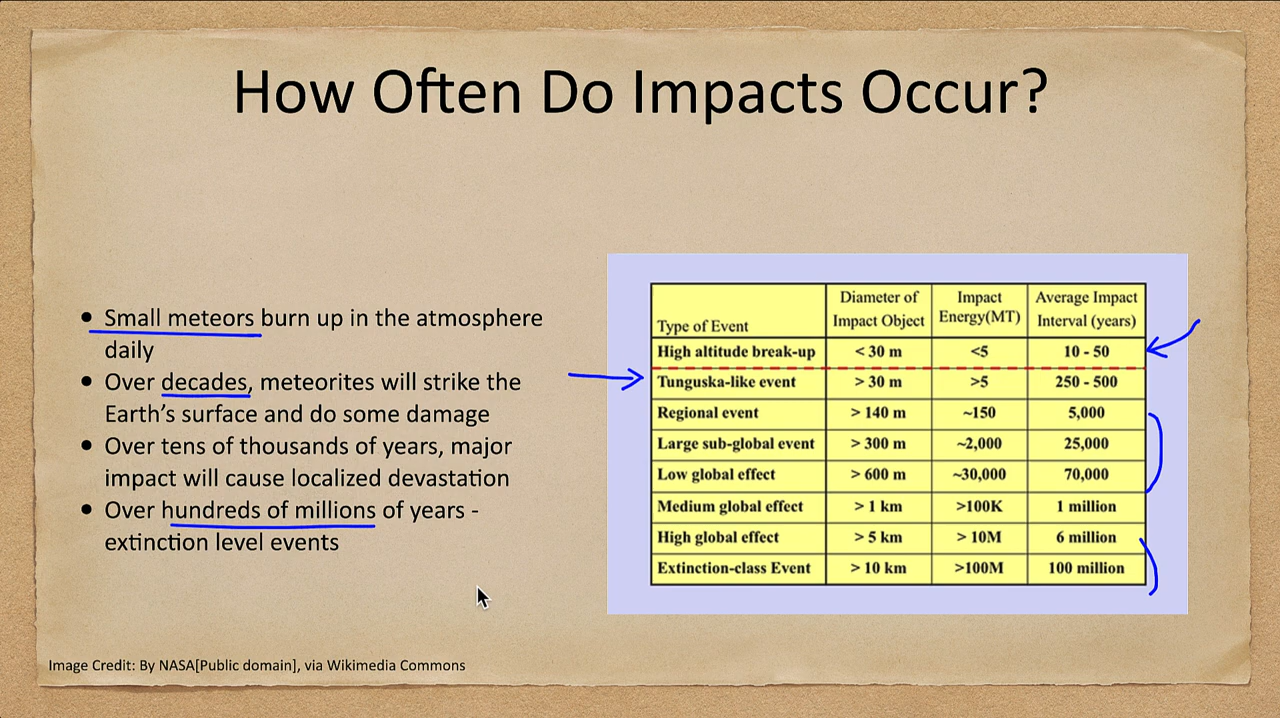 How Often Do Impacts Occur?
• Small meteors burn up in the atmosphere
daily
• Over decades, meteorites will strike the
Earth's surface and do some damage
• Over tens of thousands of years, major
impact will cause localized devastation
• Over hundreds of millions of years -
extinction level events
Type of Event Diameter of Impact Object Impact Energy(MT) Average Impact Interval (years)
High altitude break-up < 30 m <5 10 - 50
Tunguska-like event > 30 m >5 250 - 500
Regional event > 140 m ~150 5,000
Large sub-global event > 300 m ~2,000 25,000
Low global effect > 600 m ~30,000 70,000
Medium global effect > 1 km >100K 1 million
High global effect > 5 km > 10M 6 million
Extinction-class Event > 10 km >100M 100 million
Image Credit: By NASA[Public domain], via Wikimedia Commons